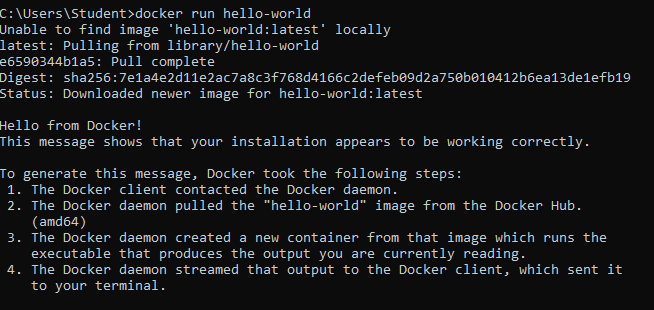 C:\Users\Student>docker run hello-world
Unable to find image 'hello-world:latest' locally
latest: Pulling from library/hello-world
e6590344b1a5: Pull complete
Digest: sha256:7e1a4e2d11e2ac7a8c3f768d4166c2defeb09d2a750b010412b6ea13de1efb19
Status: Downloaded newer image for hello-world:latest

Hello from Docker!
This message shows that your installation appears to be working correctly.

To generate this message, Docker took the following steps:
 1. The Docker client contacted the Docker daemon.
 2. The Docker daemon pulled the "hello-world" image from the Docker Hub.
    (amd64)
 3. The Docker daemon created a new container from that image which runs the
    executable that produces the output you are currently reading.
 4. The Docker daemon streamed that output to the Docker client, which sent it
    to your terminal.